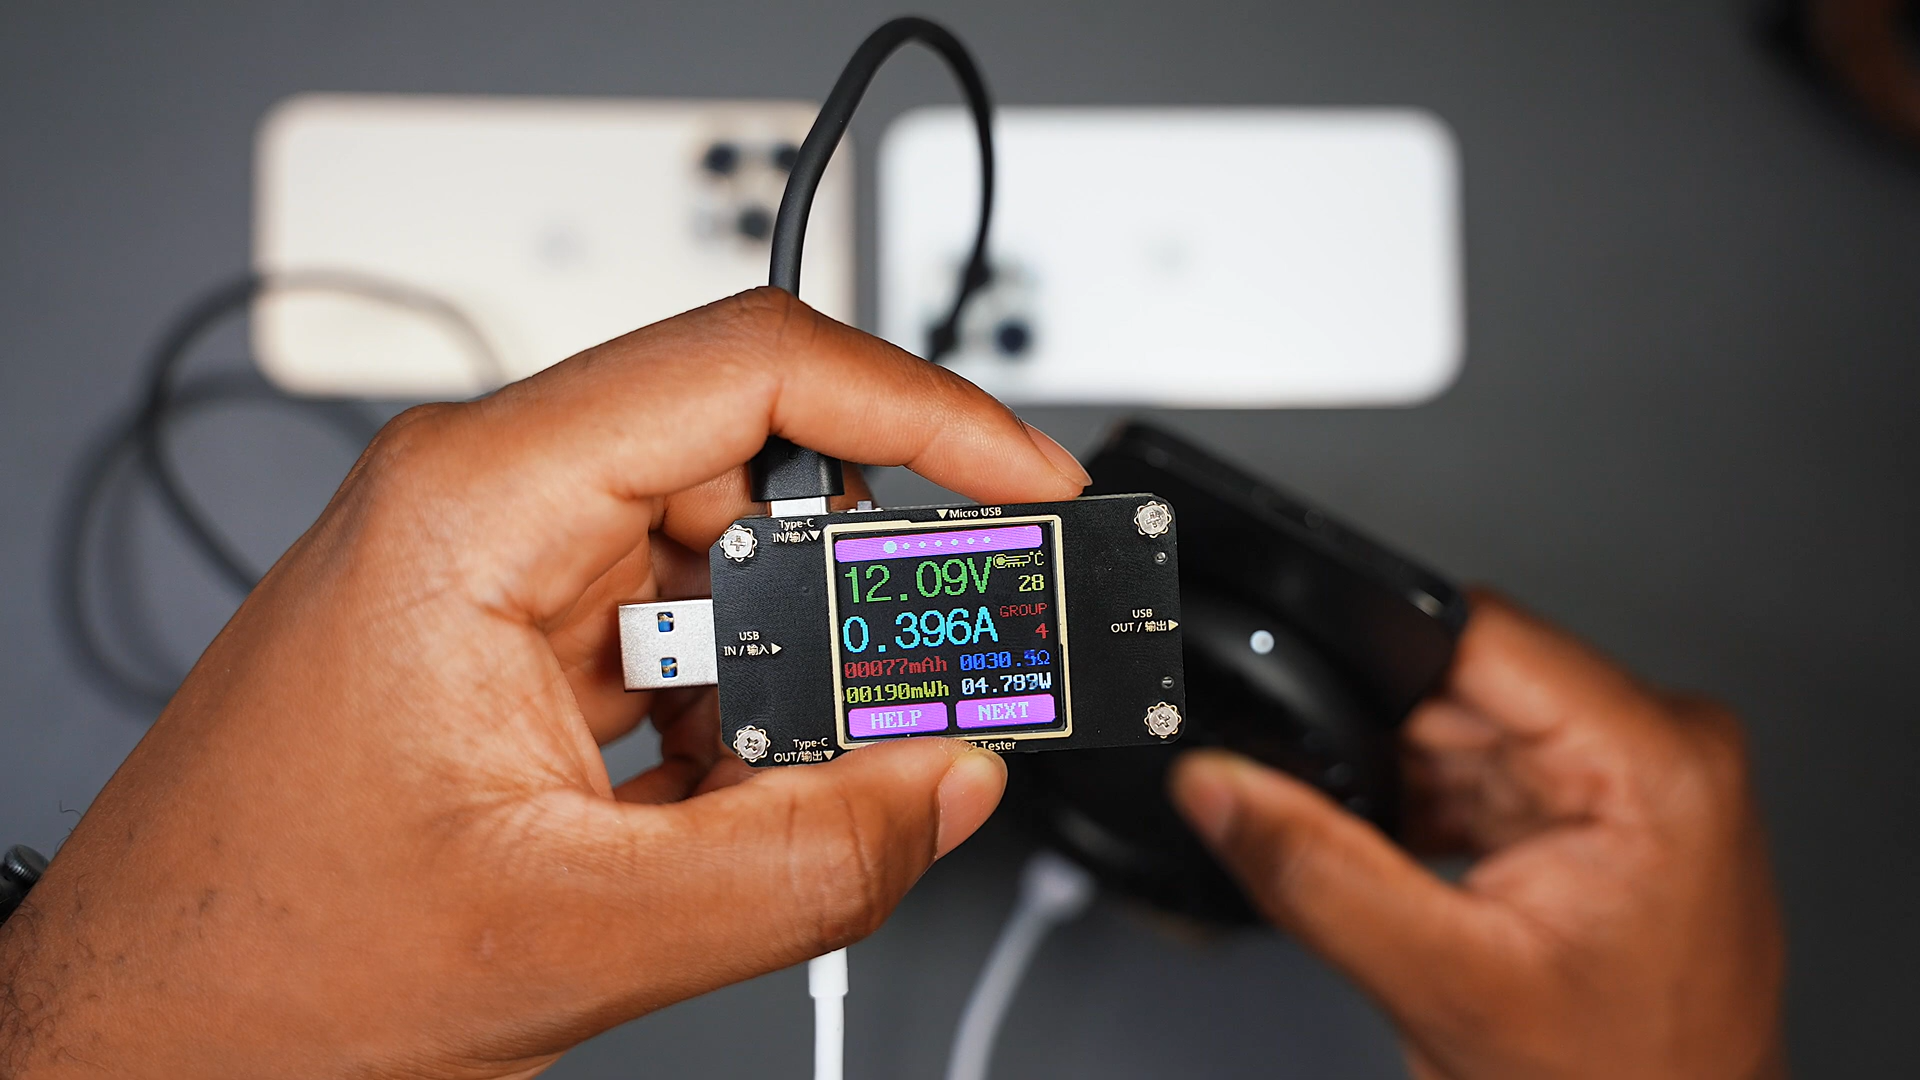 ▼Micro USB
Type-C
IN/输入▼
12.09V
℃
28
0.396A
GROUP
4
USB
OUT / 输出▶
USB
IN / 输入▶
00077mAh
0030.5Ω
00190mWh
04.789W
HELP
NEXT
Type-C
OUT/输出▼
Tester